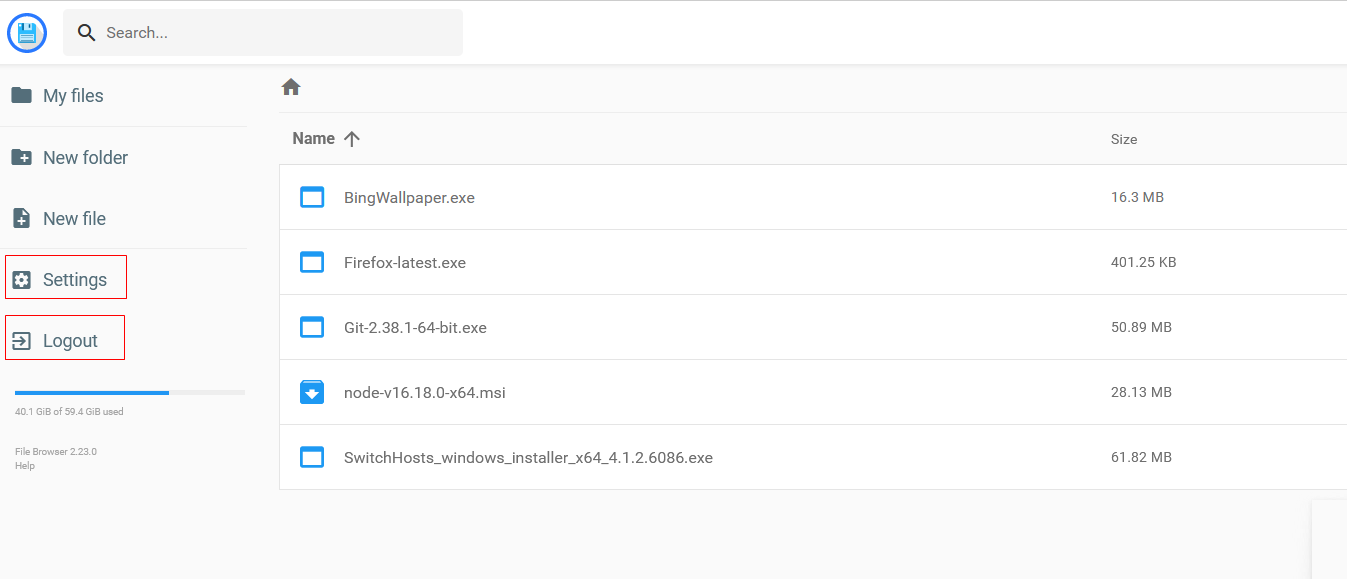 Search...
My files
New folder
New file
Settings
Logout
40.1 GiB of 59.4 GiB used
File Browser 2.23.0
Help
Name Size
BingWallpaper.exe 16.3 MB
Firefox-latest.exe 401.25 KB
Git-2.38.1-64-bit.exe 50.89 MB
node-v16.18.0-x64.msi 28.13 MB
SwitchHosts_windows_installer_x64_4.1.2.6086.exe 61.82 MB